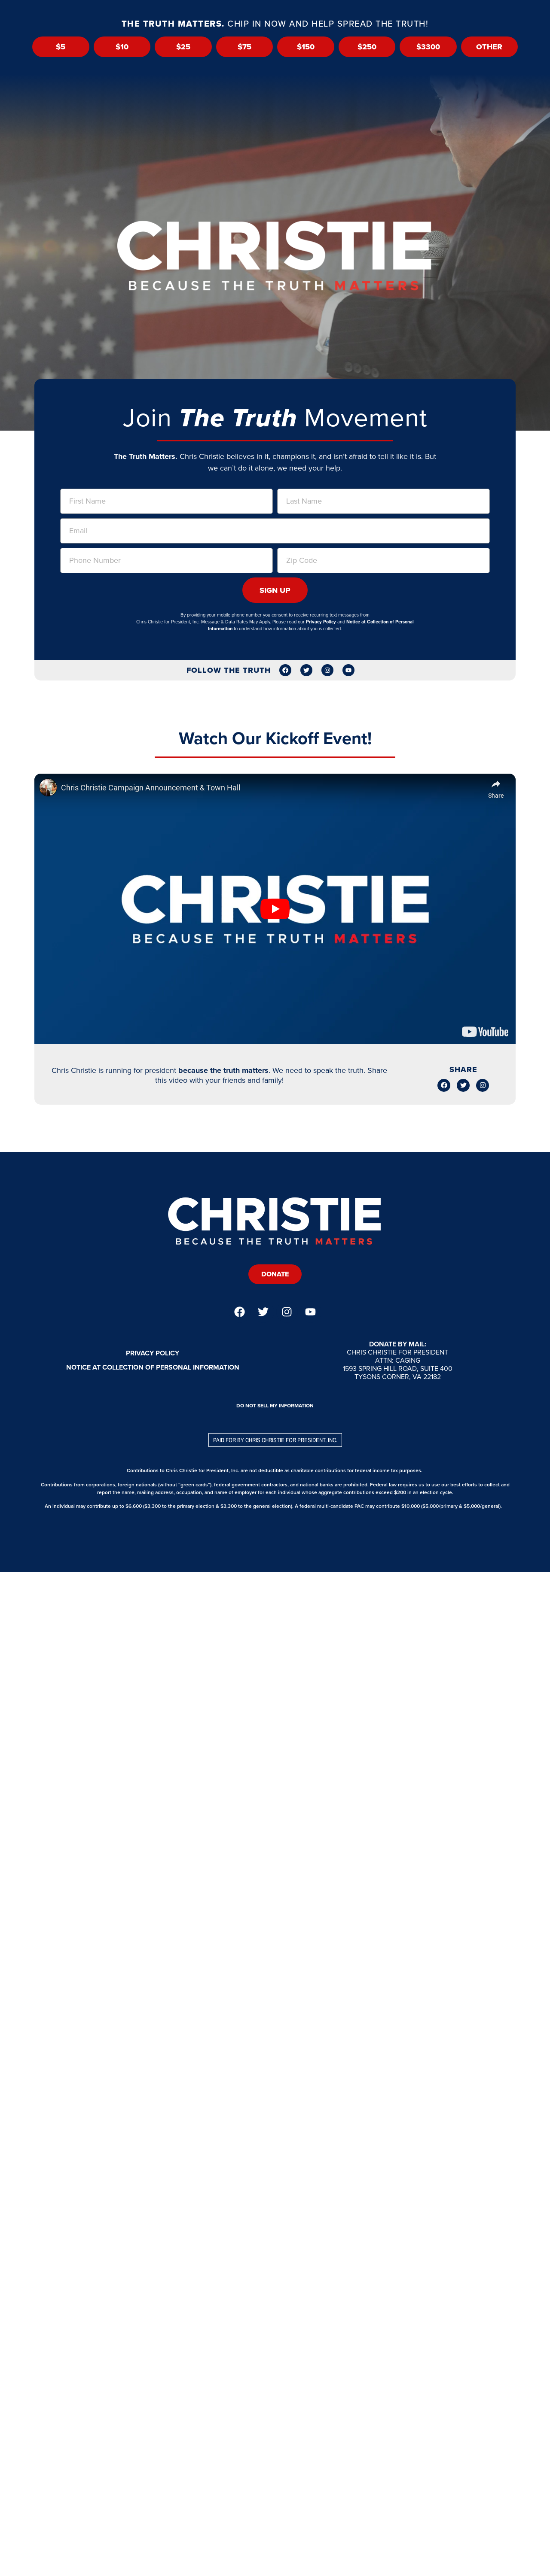 THE TRUTH MATTERS. CHIP IN NOW AND HELP SPREAD THE TRUTH!
$5 $10 $25 $75 $150 $250 $3300 OTHER
CHRISTIE
BECAUSE THE TRUTH MATTERS
Join The Truth Movement
The Truth Matters. Chris Christie believes in it, champions it, and isn't afraid to tell it like it is. But
we can't do it alone, we need your help.
First Name Last Name
Email
Phone Number Zip Code
SIGN UP
By providing your mobile phone number you consent to receive recurring text messages from
Chris Christie for President, Inc. Message & Data Rates May Apply. Please read our Privacy Policy and Notice at Collection of Personal
Information to understand how information about you is collected.
FOLLOW THE TRUTH
Watch Our Kickoff Event!
Chris Christie Campaign Announcement & Town Hall
Share
CHRISTIE
BECAUSE THE TRUTH MATTERS
YouTube
Chris Christie is running for president because the truth matters. We need to speak the truth. Share
this video with your friends and family!
SHARE
CHRISTIE
BECAUSE THE TRUTH MATTERS
DONATE
PRIVACY POLICY
NOTICE AT COLLECTION OF PERSONAL INFORMATION
DONATE BY MAIL:
CHRIS CHRISTIE FOR PRESIDENT
ATTN: CAGING
1593 SPRING HILL ROAD, SUITE 400
TYSONS CORNER, VA 22182
DO NOT SELL MY INFORMATION
PAID FOR BY CHRIS CHRISTIE FOR PRESIDENT, INC.
Contributions to Chris Christie for President, Inc. are not deductible as charitable contributions for federal income tax purposes.
Contributions from corporations, foreign nationals (without "green cards"), federal government contractors, and national banks are prohibited. Federal law requires us to use our best efforts to collect and
report the name, mailing address, occupation, and name of employer for each individual whose aggregate contributions exceed $200 in an election cycle.
An individual may contribute up to $6,600 ($3,300 to the primary election & $3,300 to the general election). A federal multi-candidate PAC may contribute $10,000 ($5,000/primary & $5,000/general).